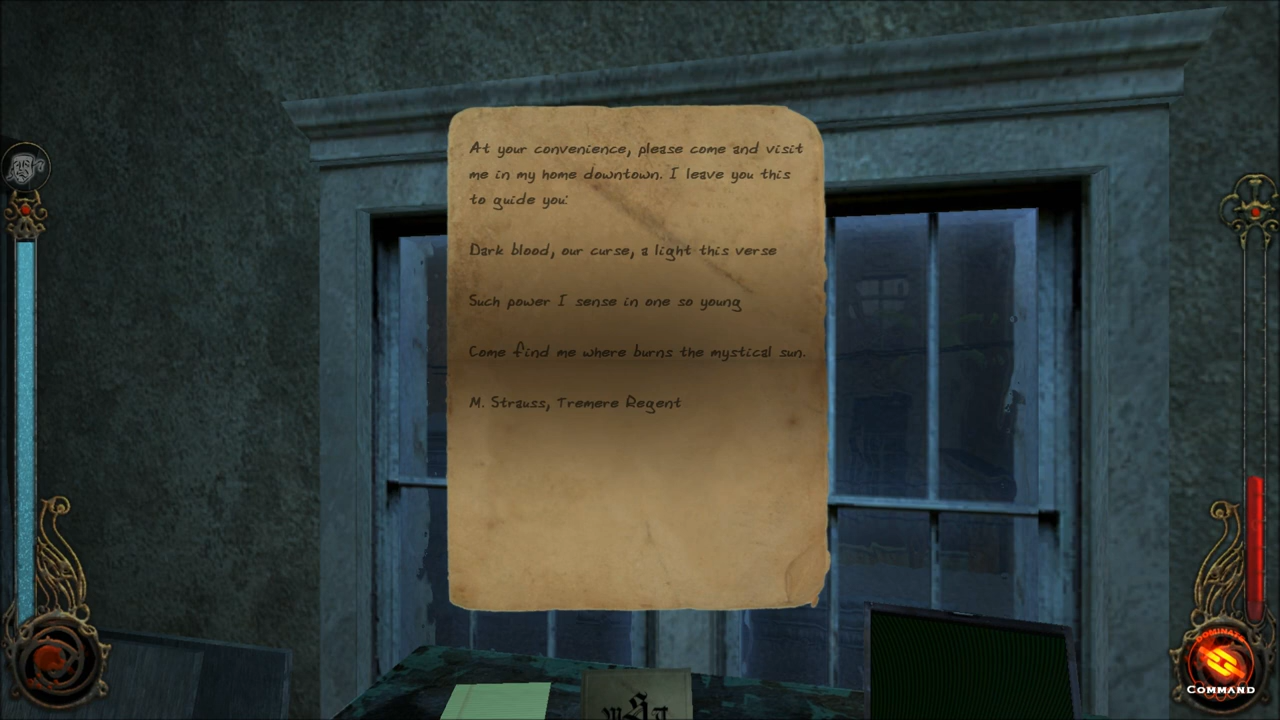 At your convenience, please come and visit
me in my home downtown. I leave you this
to guide you:
Dark blood, our curse, a light this verse
Such power I sense in one so young
Come find me where burns the mystical sun.
M. Strauss, Tremere Regent
DOMINATE
COMMAND